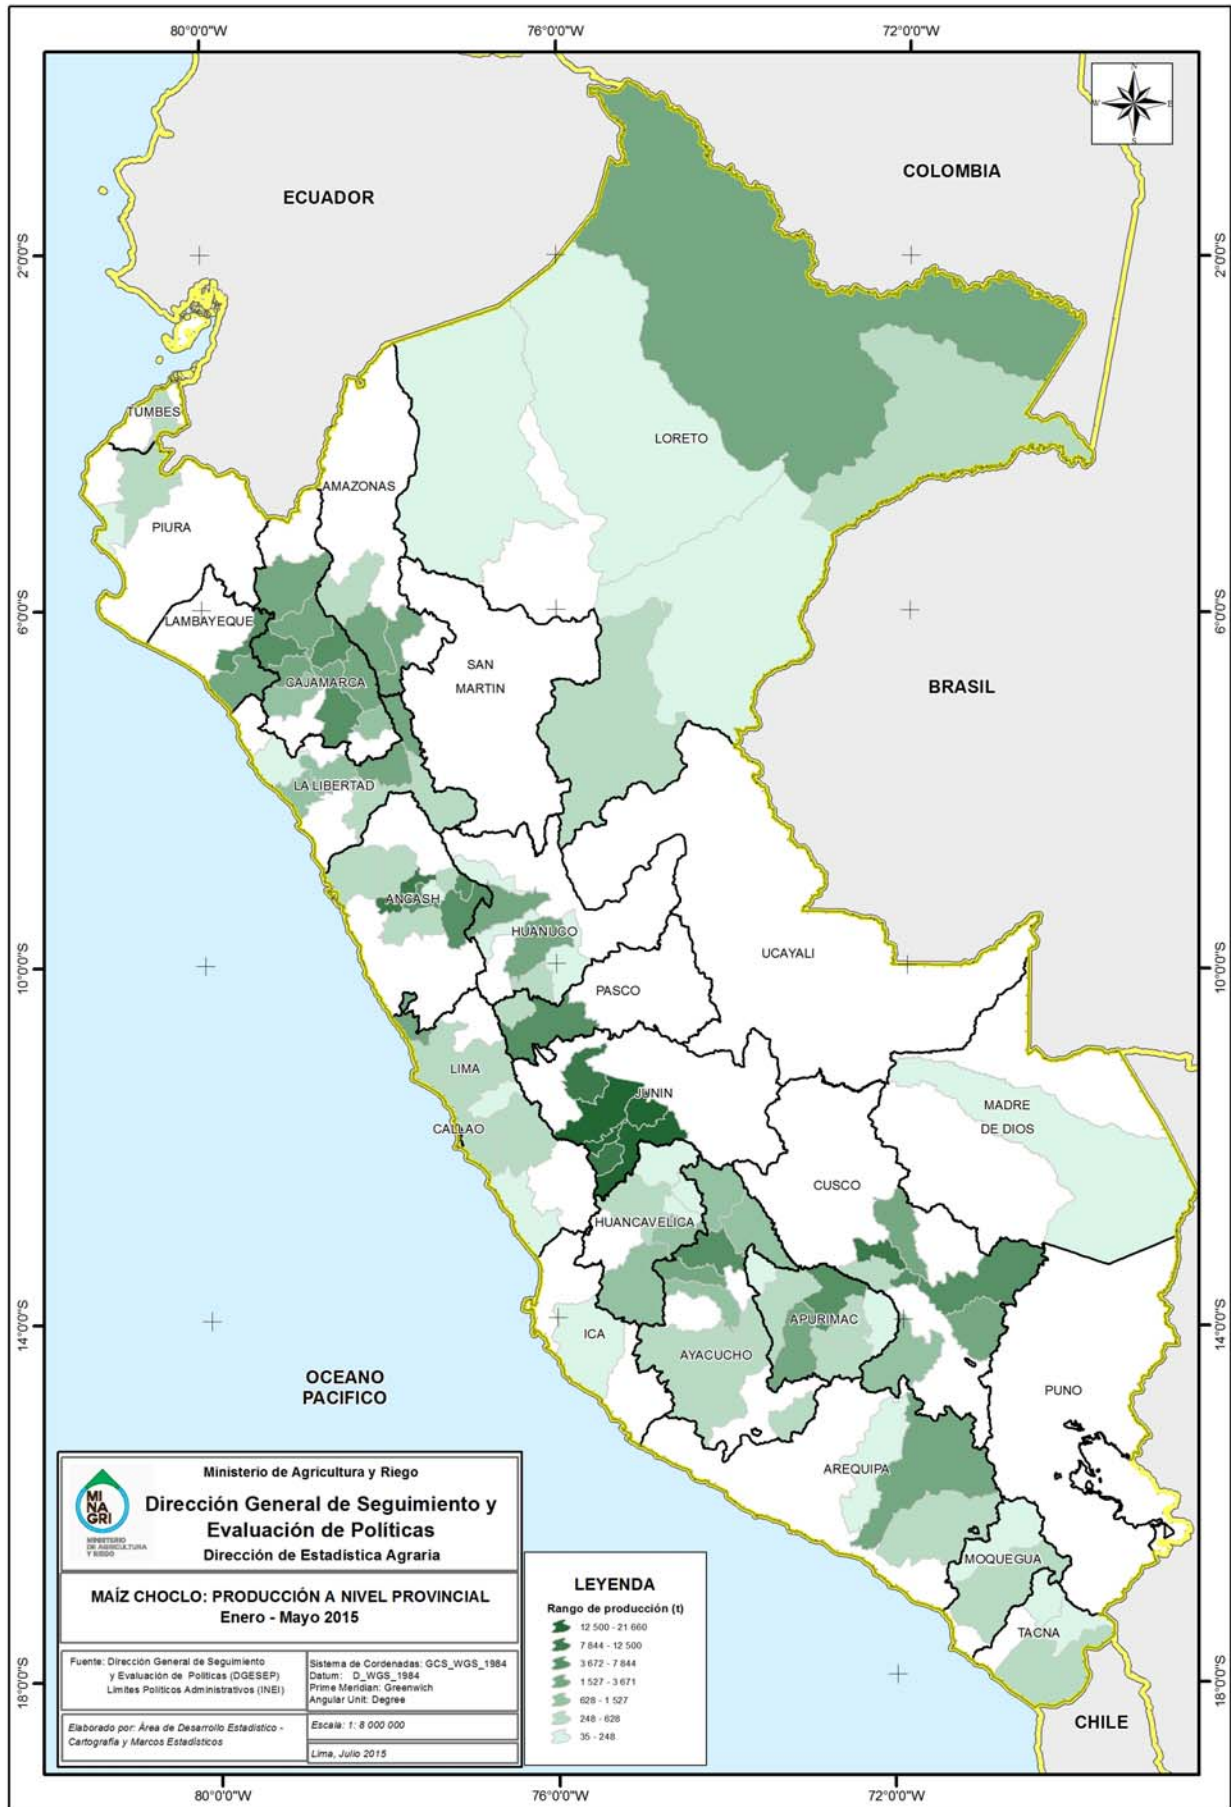 80°0'0"W
76°0'0"W
72°0'0"W
N
W
E
S
ECUADOR
COLOMBIA
2°0'0"S
2°0'0"S
TUMBES
LORETO
AMAZONAS
PIURA
6°0'0"S
6°0'0"S
LAMBAYEQUE
SAN
MARTIN
CAJAMARCA
BRASIL
LA LIBERTAD
ANCASH
HUANUCO
UCAYALI
10°0'0"S
10°0'0"S
PASCO
LIMA
JUNIN
MADRE
DE DIOS
CALLAO
CUSCO
HUANCAVELICA
14°0'0"S
14°0'0"S
ICA
APURIMAC
AYACUCHO
OCEANO
PACIFICO
PUNO
AREQUIPA
MOQUEGUA
TACNA
18°0'0"S
18°0'0"S
CHILE
MI
NA
GRI
MINISTERIO
DE AGRICULTURA
Y RIEGO
Ministerio de Agricultura y Riego
Dirección General de Seguimiento y
Evaluación de Políticas
Dirección de Estadística Agraria
MAÍZ CHOCLO: PRODUCCIÓN A NIVEL PROVINCIAL
Enero - Mayo 2015
Fuente: Dirección General de Seguimiento
y Evaluación de Politicas (DGESEP)
Limites Politicos Administrativos (INEI)
Sistema de Cordenadas: GCS_WGS_1984
Datum: D_WGS_1984
Prime Meridian: Greenwich
Angular Unit: Degree
Elaborado por: Área de Desarrollo Estadístico -
Cartografía y Marcos Estadísticos
Escala: 1: 8 000 000
Lima, Julio 2015
LEYENDA
Rango de producción (t)
12 500 - 21 660
7 844 - 12 500
3 672 - 7 844
1 527 - 3 671
628 - 1 527
248 - 628
35 - 248
80°0'0"W
76°0'0"W
72°0'0"W